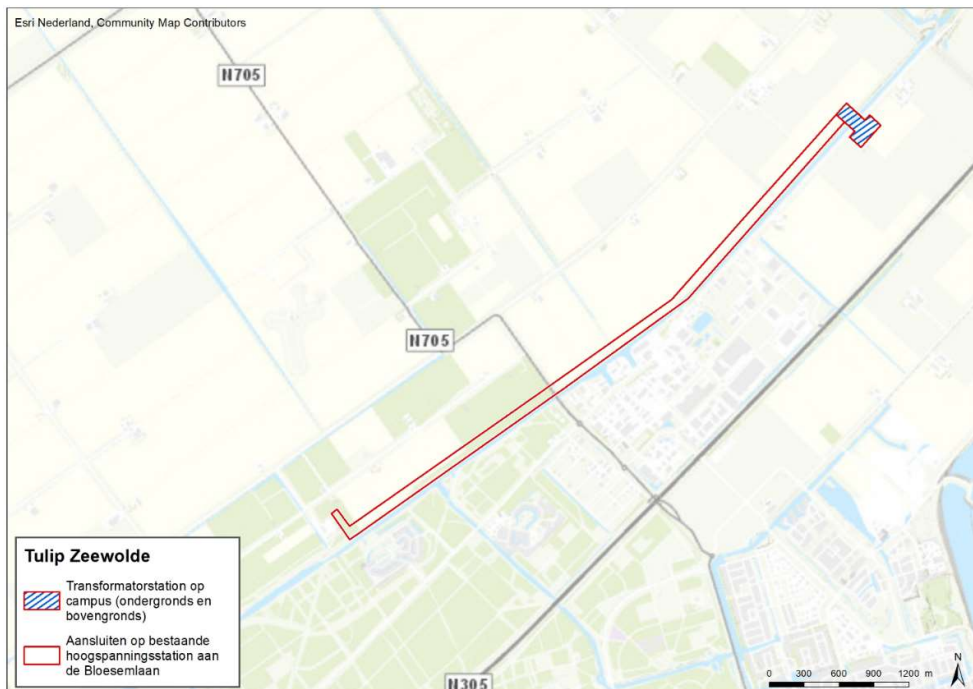 Esri Nederland, Community Map Contributors
N705
N705
Tulip Zeewolde
Transformatorstation op
campus (ondergronds en
bovengronds)
Aansluiten op bestaande
hoogspanningsstation aan
de Bloesemlaan
N305
N
0 300 600 900 1200 m